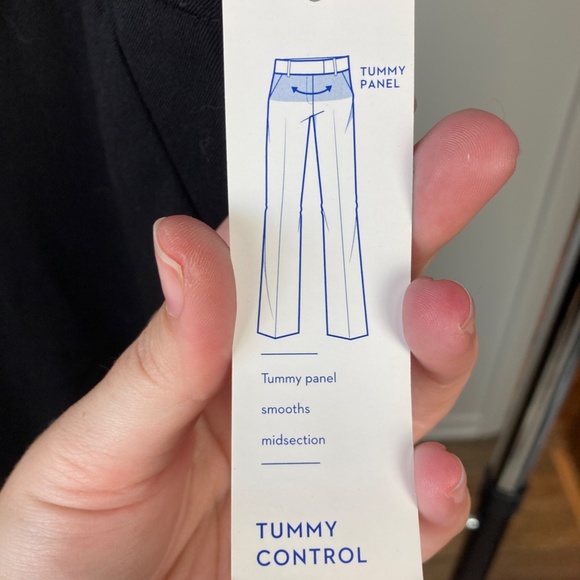 TUMMY
PANEL
Tummy panel
smooths
midsection
TUMMY
CONTROL